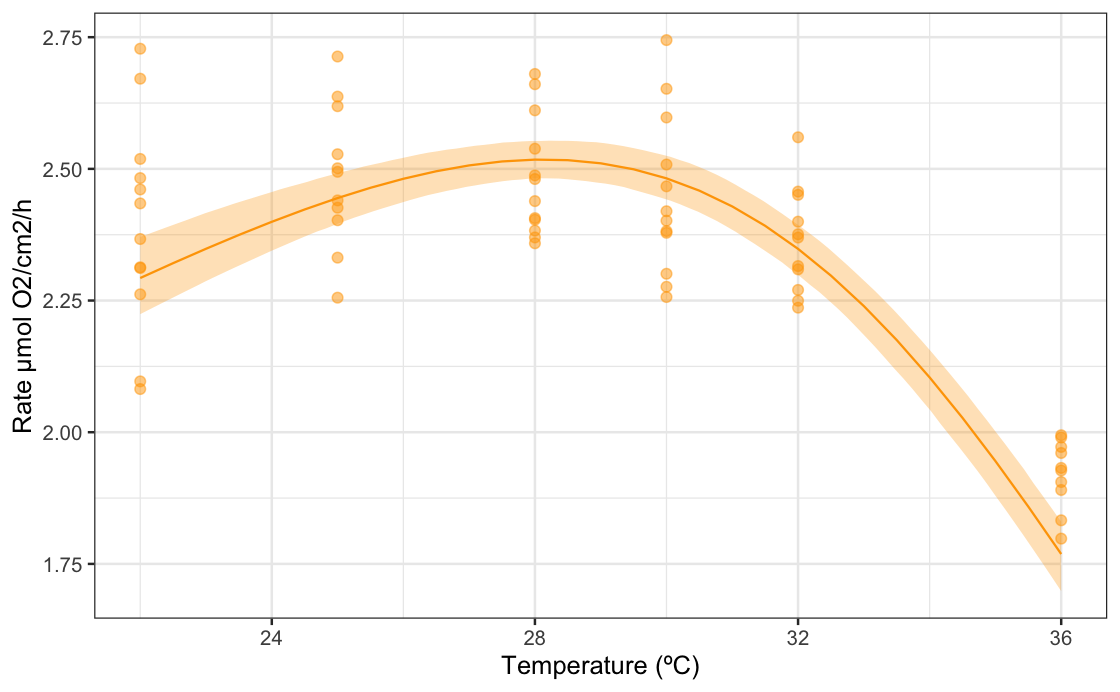 2.75
2.50
2.25
2.00
1.75
Rate μmol O2/cm2/h
24 28 32 36
Temperature (ºC)